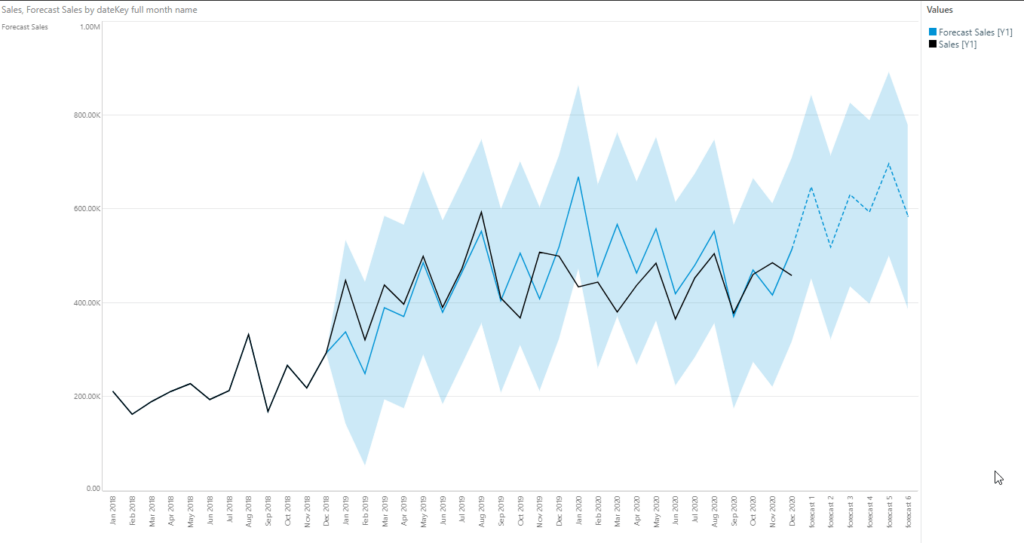 Sales, Forecast Sales by dateKey full month name
Values
Forecast Sales
Forecast Sales [Y1]
Sales [Y1]
1.00M
800.00K
600.00K
400.00K
200.00K
0.00
Jan 2018
Feb 2018
Mar 2018
Apr 2018
May 2018
Jun 2018
Jul 2018
Aug 2018
Sep 2018
Oct 2018
Nov 2018
Dec 2018
Jan 2019
Feb 2019
Mar 2019
Apr 2019
May 2019
Jun 2019
Jul 2019
Aug 2019
Sep 2019
Oct 2019
Nov 2019
Dec 2019
Jan 2020
Feb 2020
Mar 2020
Apr 2020
May 2020
Jun 2020
Jul 2020
Aug 2020
Sep 2020
Oct 2020
Nov 2020
Dec 2020
forecast 1
forecast 2
forecast 3
forecast 4
forecast 5
forecast 6